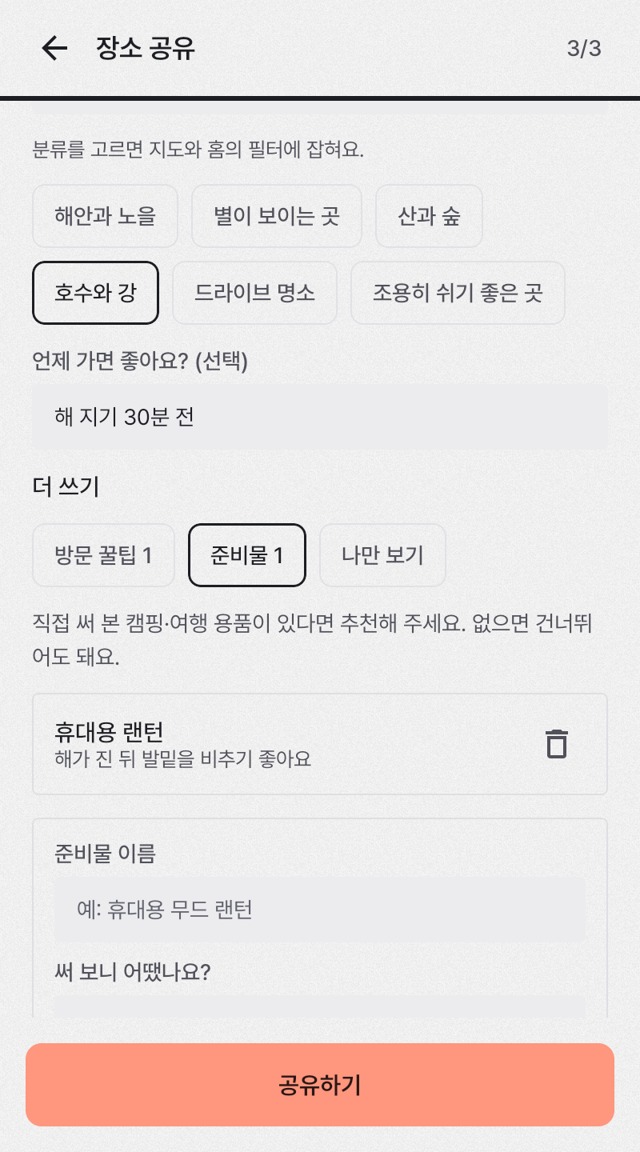 장소 공유
3/3
분류를 고르면 지도와 홈의 필터에 잡혀요.
해안과 노을
별이 보이는 곳
산과 숲
호수와 강
드라이브 명소
조용히 쉬기 좋은 곳
언제 가면 좋아요? (선택)
해 지기 30분 전
더 쓰기
방문 꿀팁 1
준비물 1
나만 보기
직접 써 본 캠핑·여행 용품이 있다면 추천해 주세요. 없으면 건너뛰
어도 돼요.
휴대용 랜턴
해가 진 뒤 발밑을 비추기 좋아요
준비물 이름
예: 휴대용 무드 랜턴
써 보니 어땠나요?
공유하기